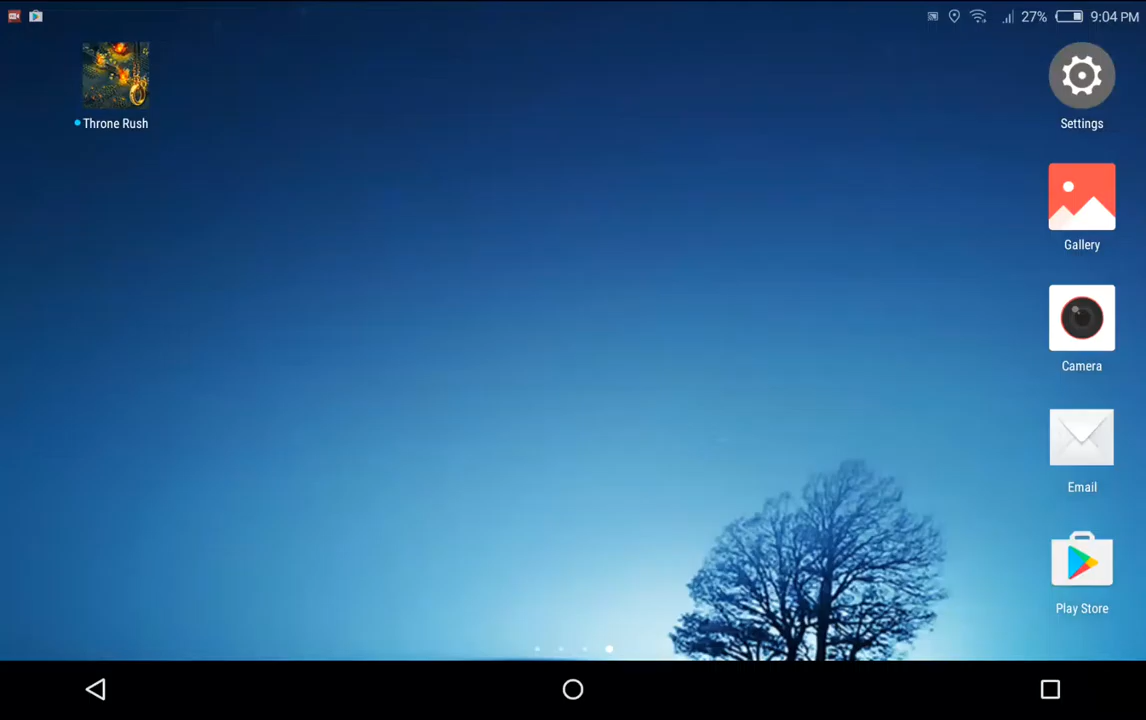 27% 9:04 PM
Throne Rush
Settings
Gallery
Camera
Email
Play Store